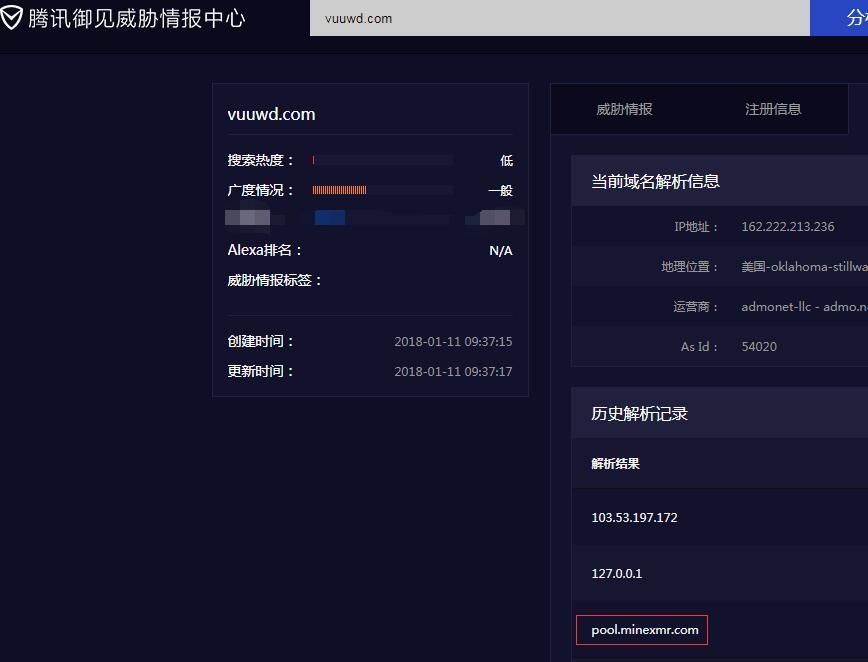 腾讯御见威胁情报中心
vuuwd.com
vuuwd.com
搜索热度： 低
广度情况： 一般
Alexa排名： N/A
威胁情报标签：
创建时间： 2018-01-11 09:37:15
更新时间： 2018-01-11 09:37:17
威胁情报 注册信息
当前域名解析信息
IP地址： 162.222.213.236
地理位置： 美国-oklahoma-stillwa
运营商： admonet-llc - admo.n
As Id： 54020
历史解析记录
解析结果
103.53.197.172
127.0.0.1
pool.minexmr.com